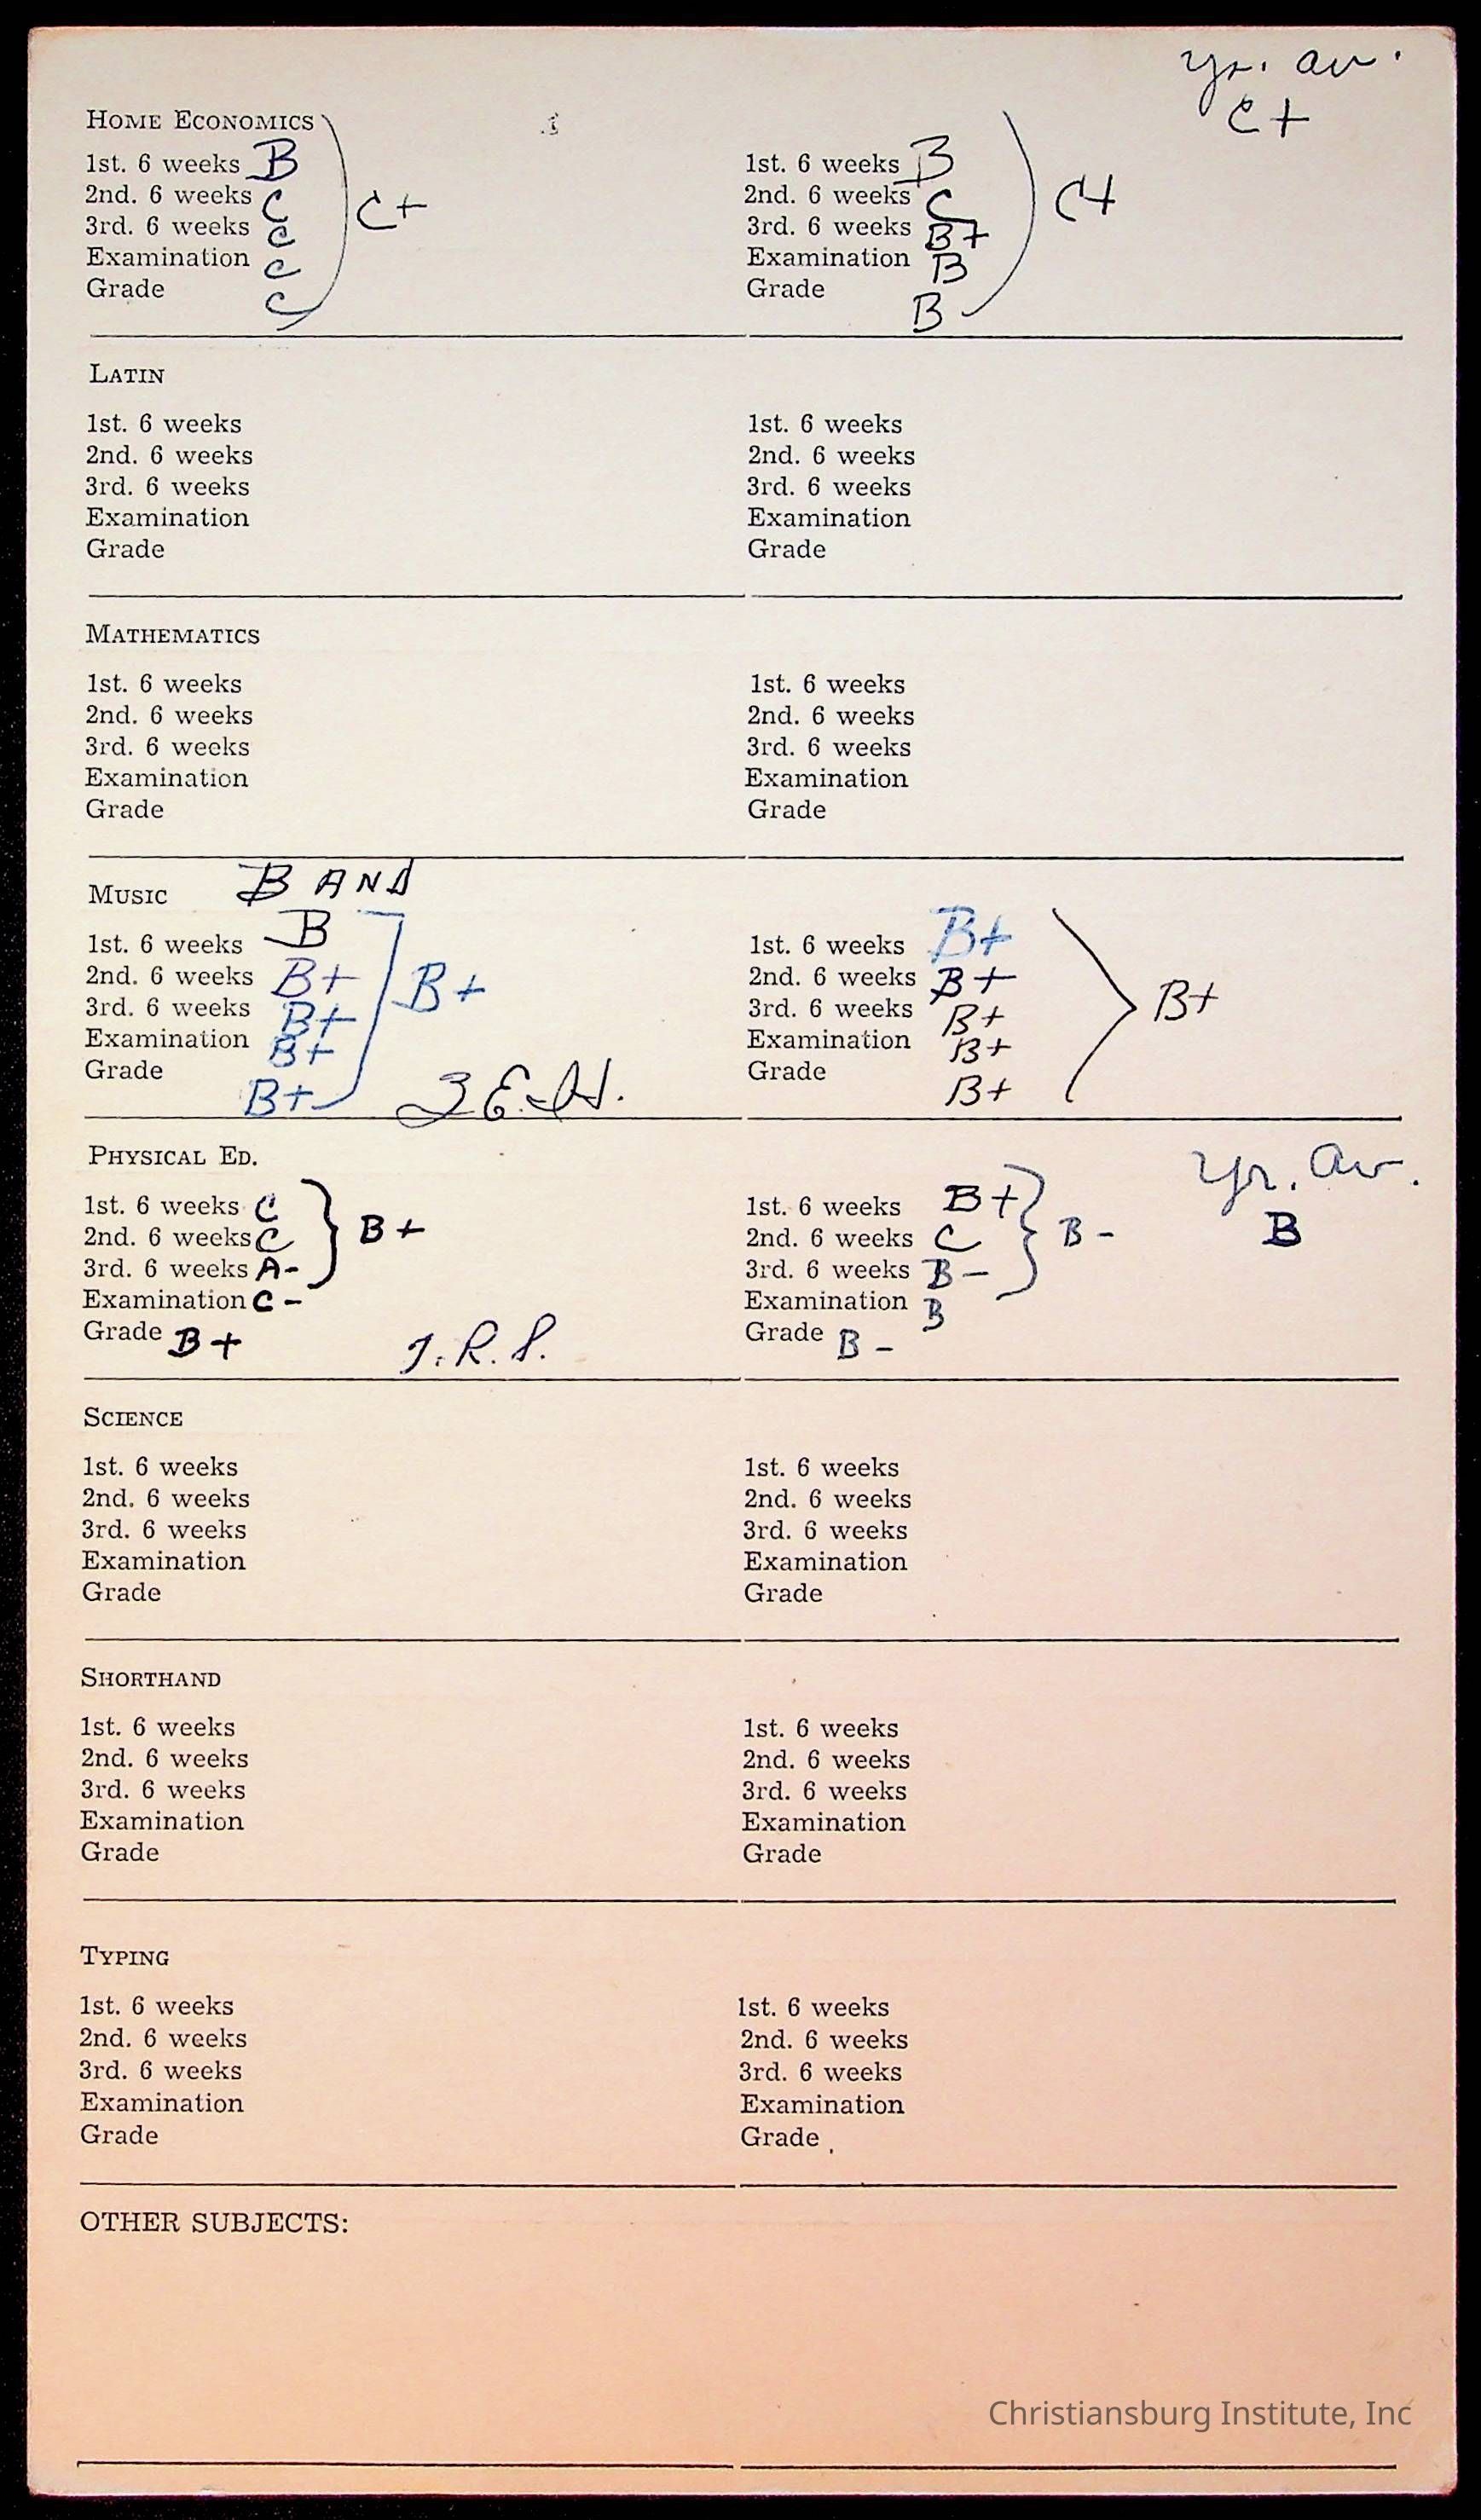 yr. av.
C+
HOME ECONOMICS
1st. 6 weeks B
2nd. 6 weeks C
3rd. 6 weeks C
Examination C
Grade C
C+
1st. 6 weeks B
2nd. 6 weeks C
3rd. 6 weeks B+
Examination B
Grade B
C+
LATIN
1st. 6 weeks
2nd. 6 weeks
3rd. 6 weeks
Examination
Grade
1st. 6 weeks
2nd. 6 weeks
3rd. 6 weeks
Examination
Grade
MATHEMATICS
1st. 6 weeks
2nd. 6 weeks
3rd. 6 weeks
Examination
Grade
1st. 6 weeks
2nd. 6 weeks
3rd. 6 weeks
Examination
Grade
MUSIC BAND
1st. 6 weeks B
2nd. 6 weeks B+
3rd. 6 weeks B+
Examination B+
Grade B+
B+
1st. 6 weeks B+
2nd. 6 weeks B+
3rd. 6 weeks B+
Examination B+
Grade B+
B+
PHYSICAL ED.
1st. 6 weeks C
2nd. 6 weeks C
3rd. 6 weeks A-
Examination C-
Grade B+
B+
1st. 6 weeks B+
2nd. 6 weeks C
3rd. 6 weeks B-
Examination B
Grade B-
B-
yr. av.
B
SCIENCE
1st. 6 weeks
2nd. 6 weeks
3rd. 6 weeks
Examination
Grade
1st. 6 weeks
2nd. 6 weeks
3rd. 6 weeks
Examination
Grade
SHORTHAND
1st. 6 weeks
2nd. 6 weeks
3rd. 6 weeks
Examination
Grade
1st. 6 weeks
2nd. 6 weeks
3rd. 6 weeks
Examination
Grade
TYPING
1st. 6 weeks
2nd. 6 weeks
3rd. 6 weeks
Examination
Grade
1st. 6 weeks
2nd. 6 weeks
3rd. 6 weeks
Examination
Grade
OTHER SUBJECTS:
Christiansburg Institute, Inc